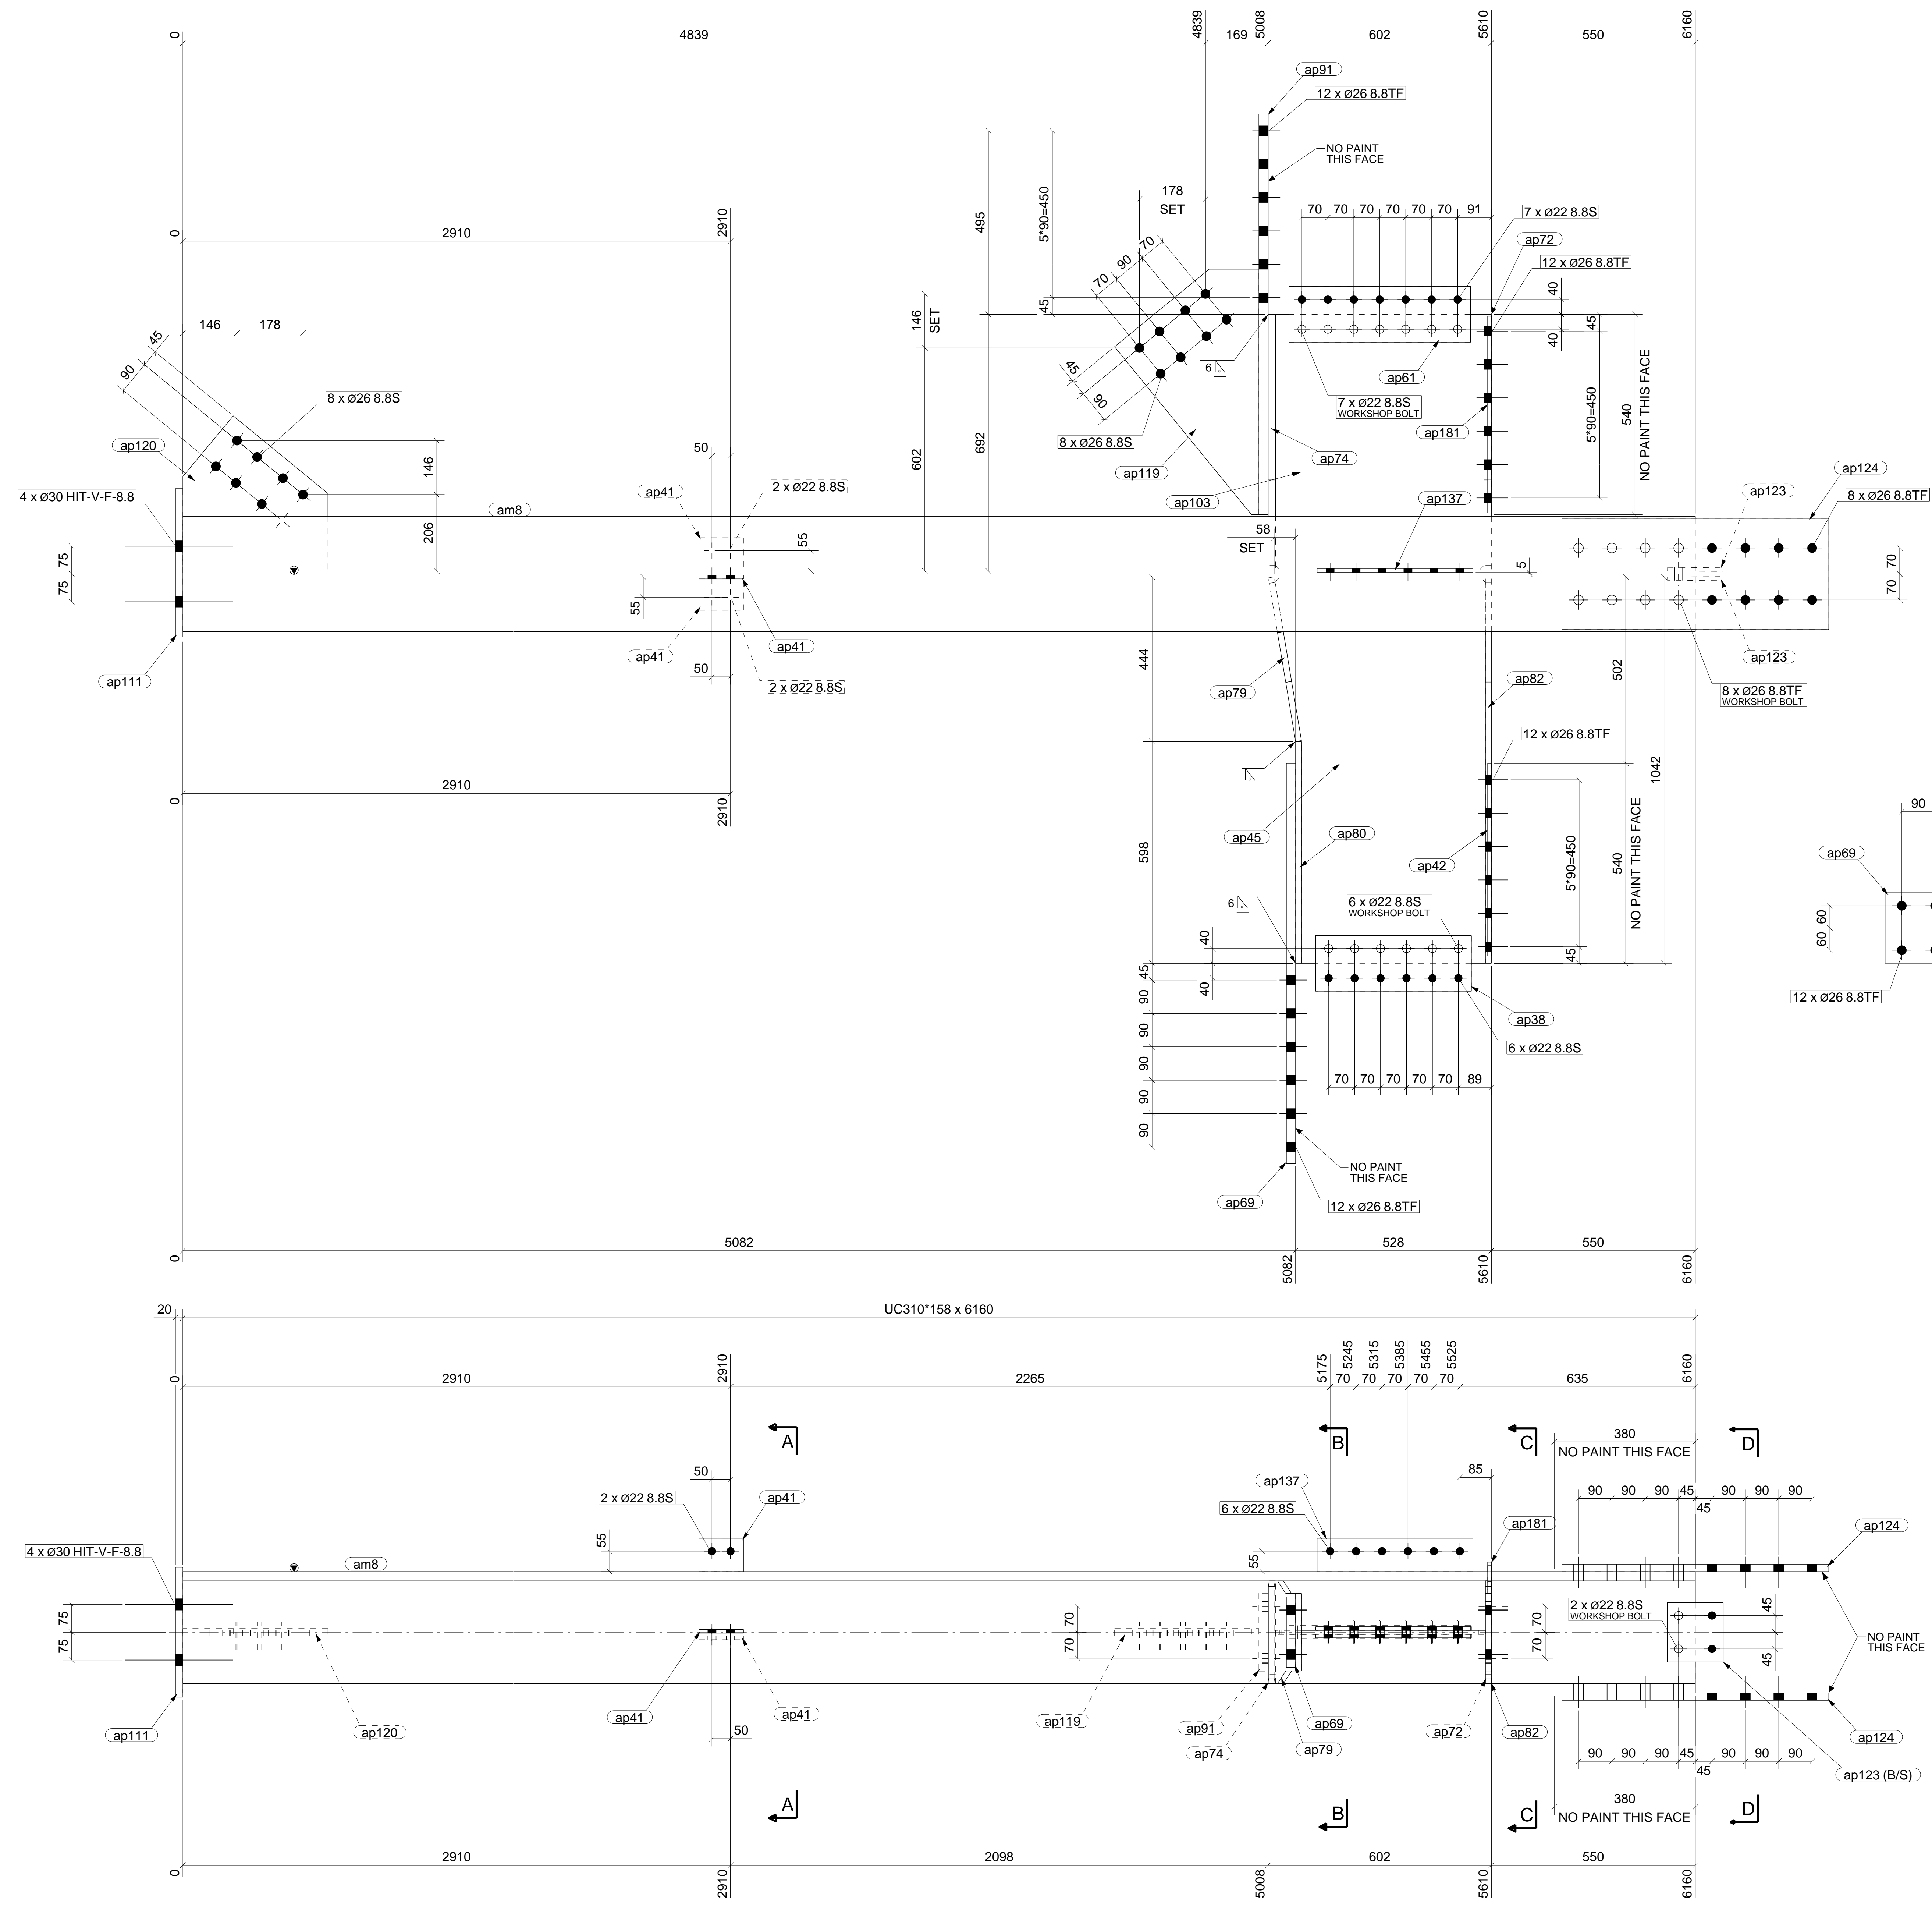 0
4839
4839
169
5008
602
5610
550
6160
ap91
12 x Ø26 8.8TF
NO PAINT
THIS FACE
0
2910
2910
495
5*90=450
178
SET
70
90
70
70
70
70
70
70
70
91
7 x Ø22 8.8S
ap72
12 x Ø26 8.8TF
146
SET
45
40
40
45
45
90
146
178
45
90
8 x Ø26 8.8S
ap120
146
206
6
ap61
7 x Ø22 8.8S
WORKSHOP BOLT
8 x Ø26 8.8S
602
692
ap119
ap103
ap74
ap181
5*90=450
540
NO PAINT THIS FACE
ap137
4 x Ø30 HIT-V-F-8.8
am8
50
ap41
2 x Ø22 8.8S
58
SET
55
5
ap123
ap124
8 x Ø26 8.8TF
75
75
70
70
55
ap41
ap41
50
2 x Ø22 8.8S
ap111
444
ap79
ap82
502
ap123
8 x Ø26 8.8TF
WORKSHOP BOLT
12 x Ø26 8.8TF
1042
0
2910
2910
ap45
ap80
ap42
598
5*90=450
540
NO PAINT THIS FACE
90
ap69
60
60
12 x Ø26 8.8TF
6
6 x Ø22 8.8S
WORKSHOP BOLT
40
45
40
45
90
90
90
90
90
ap38
6 x Ø22 8.8S
70
70
70
70
70
89
NO PAINT
THIS FACE
ap69
12 x Ø26 8.8TF
0
5082
5082
528
5610
550
6160
20
UC310*158 x 6160
0
2910
2910
2265
5175
5245
5315
5385
5455
5525
70
70
70
70
70
635
6160
A
B
C
D
380
NO PAINT THIS FACE
50
2 x Ø22 8.8S
ap41
55
ap137
6 x Ø22 8.8S
55
85
ap181
90
90
90
45
45
90
90
90
ap124
4 x Ø30 HIT-V-F-8.8
am8
75
75
70
70
70
70
2 x Ø22 8.8S
WORKSHOP BOLT
45
45
NO PAINT
THIS FACE
ap111
ap120
ap41
ap41
50
ap119
ap91
ap74
ap69
ap79
ap72
ap82
90
90
90
45
45
90
90
90
ap124
ap123 (B/S)
A
B
C
D
380
NO PAINT THIS FACE
0
2910
2910
2098
5008
602
5610
550
6160